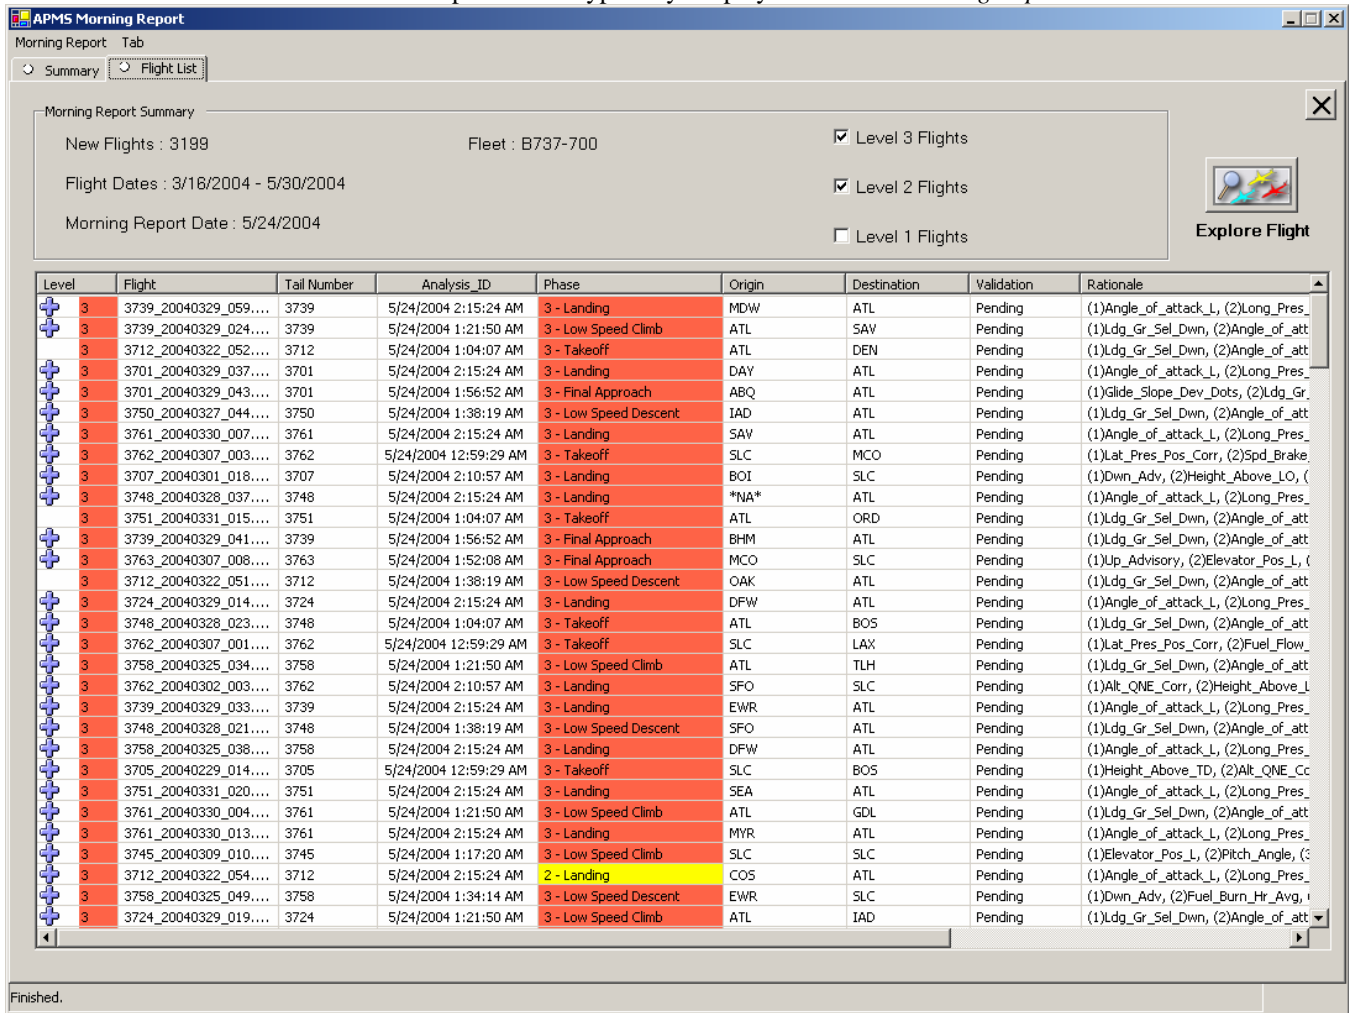 APMS Morning Report
Morning Report Tab
Summary Flight List
Morning Report Summary
New Flights : 3199 Fleet : B737-700 Level 3 Flights
Flight Dates : 3/16/2004 - 5/30/2004 Level 2 Flights
Morning Report Date : 5/24/2004 Level 1 Flights
Explore Flight
Level Flight Tail Number Analysis_ID Phase Origin Destination Validation Rationale
3 3739_20040329_059.... 3739 5/24/2004 2:15:24 AM 3 - Landing MDW ATL Pending (1)Angle_of_attack_L, (2)Long_Pres_
3 3739_20040329_024.... 3739 5/24/2004 1:21:50 AM 3 - Low Speed Climb ATL SAV Pending (1)Ldg_Gr_Sel_Dwn, (2)Angle_of_att
3 3712_20040322_052.... 3712 5/24/2004 1:04:07 AM 3 - Takeoff ATL DEN Pending (1)Ldg_Gr_Sel_Dwn, (2)Angle_of_att
3 3701_20040329_037.... 3701 5/24/2004 2:15:24 AM 3 - Landing DAY ATL Pending (1)Angle_of_attack_L, (2)Long_Pres_
3 3701_20040329_043.... 3701 5/24/2004 1:56:52 AM 3 - Final Approach ABQ ATL Pending (1)Glide_Slope_Dev_Dots, (2)Ldg_Gr_
3 3750_20040327_044.... 3750 5/24/2004 1:38:19 AM 3 - Low Speed Descent IAD ATL Pending (1)Ldg_Gr_Sel_Dwn, (2)Angle_of_att
3 3761_20040330_007.... 3761 5/24/2004 2:15:24 AM 3 - Landing SAV ATL Pending (1)Angle_of_attack_L, (2)Long_Pres_
3 3762_20040307_003.... 3762 5/24/2004 12:59:29 AM 3 - Takeoff SLC MCO Pending (1)Lat_Pres_Pos_Corr, (2)Spd_Brake_
3 3707_20040301_018.... 3707 5/24/2004 2:10:57 AM 3 - Landing BOI SLC Pending (1)Dwn_Adv, (2)Height_Above_LO, (
3 3748_20040328_037.... 3748 5/24/2004 2:15:24 AM 3 - Landing *NA* ATL Pending (1)Angle_of_attack_L, (2)Long_Pres_
3 3751_20040331_015.... 3751 5/24/2004 1:04:07 AM 3 - Takeoff ATL ORD Pending (1)Ldg_Gr_Sel_Dwn, (2)Angle_of_att
3 3739_20040329_041.... 3739 5/24/2004 1:56:52 AM 3 - Final Approach BHM ATL Pending (1)Ldg_Gr_Sel_Dwn, (2)Angle_of_att
3 3763_20040307_008.... 3763 5/24/2004 1:52:08 AM 3 - Final Approach MCO SLC Pending (1)Up_Advisory, (2)Elevator_Pos_L, (
3 3712_20040322_051.... 3712 5/24/2004 1:38:19 AM 3 - Low Speed Descent OAK ATL Pending (1)Ldg_Gr_Sel_Dwn, (2)Angle_of_att
3 3724_20040329_014.... 3724 5/24/2004 2:15:24 AM 3 - Landing DFW ATL Pending (1)Angle_of_attack_L, (2)Long_Pres_
3 3748_20040328_023.... 3748 5/24/2004 1:04:07 AM 3 - Takeoff ATL BOS Pending (1)Ldg_Gr_Sel_Dwn, (2)Angle_of_att
3 3762_20040307_001.... 3762 5/24/2004 12:59:29 AM 3 - Takeoff SLC LAX Pending (1)Lat_Pres_Pos_Corr, (2)Fuel_Flow_
3 3758_20040325_034.... 3758 5/24/2004 1:21:50 AM 3 - Low Speed Climb ATL TLH Pending (1)Ldg_Gr_Sel_Dwn, (2)Angle_of_att
3 3762_20040302_003.... 3762 5/24/2004 2:10:57 AM 3 - Landing SFO SLC Pending (1)Alt_QNE_Corr, (2)Height_Above_L
3 3739_20040329_033.... 3739 5/24/2004 2:15:24 AM 3 - Landing EWR ATL Pending (1)Angle_of_attack_L, (2)Long_Pres_
3 3748_20040328_021.... 3748 5/24/2004 1:38:19 AM 3 - Low Speed Descent SFO ATL Pending (1)Ldg_Gr_Sel_Dwn, (2)Angle_of_att
3 3758_20040325_038.... 3758 5/24/2004 2:15:24 AM 3 - Landing DFW ATL Pending (1)Angle_of_attack_L, (2)Long_Pres_
3 3705_20040229_014.... 3705 5/24/2004 12:59:29 AM 3 - Takeoff SLC BOS Pending (1)Height_Above_TD, (2)Alt_QNE_Co
3 3751_20040331_020.... 3751 5/24/2004 2:15:24 AM 3 - Landing SEA ATL Pending (1)Angle_of_attack_L, (2)Long_Pres_
3 3761_20040330_004.... 3761 5/24/2004 1:21:50 AM 3 - Low Speed Climb ATL GDL Pending (1)Ldg_Gr_Sel_Dwn, (2)Angle_of_att
3 3761_20040330_013.... 3761 5/24/2004 2:15:24 AM 3 - Landing MYR ATL Pending (1)Angle_of_attack_L, (2)Long_Pres_
3 3745_20040309_010.... 3745 5/24/2004 1:17:20 AM 3 - Low Speed Climb SLC SLC Pending (1)Elevator_Pos_L, (2)Pitch_Angle, (3
3 3712_20040322_054.... 3712 5/24/2004 2:15:24 AM 2 - Landing COS ATL Pending (1)Angle_of_attack_L, (2)Long_Pres_
3 3758_20040325_049.... 3758 5/24/2004 1:34:14 AM 3 - Low Speed Descent EWR SLC Pending (1)Dwn_Adv, (2)Fuel_Burn_Hr_Avg,
3 3724_20040329_019.... 3724 5/24/2004 1:21:50 AM 3 - Low Speed Climb ATL IAD Pending (1)Ldg_Gr_Sel_Dwn, (2)Angle_of_att
Finished.